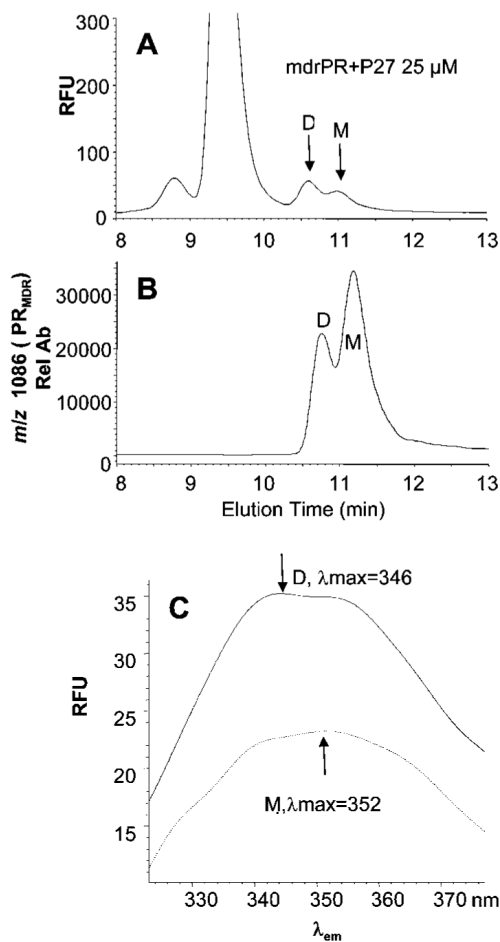 A
mdrPR+P27 25 µM
300
200
100
0
RFU
D
M
8 9 10 11 12 13
B
30000
20000
10000
0
m/z 1086 ( PR_MDR)
Rel Ab
D
M
8 9 10 11 12 13
Elution Time (min)
C
D, λmax=346
35
30
25
20
15
RFU
M,λmax=352
330 340 350 360 370 nm
λem